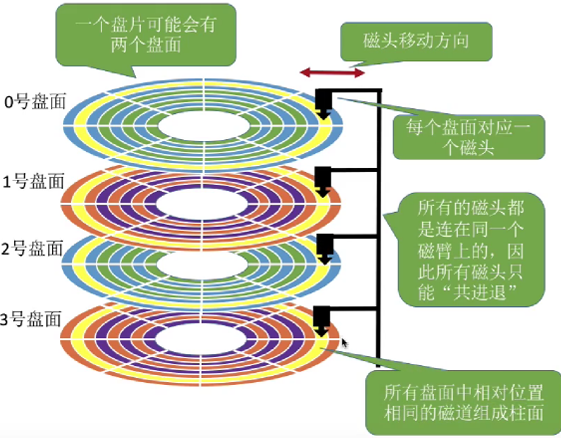 一个盘片可能会有
两个盘面
磁头移动方向
0号盘面
每个盘面对应一
个磁头
1号盘面
所有的磁头都
是连在同一个
磁臂上的，因
此所有磁头只
能“共进退”
2号盘面
3号盘面
所有盘面中相对位置
相同的磁道组成柱面